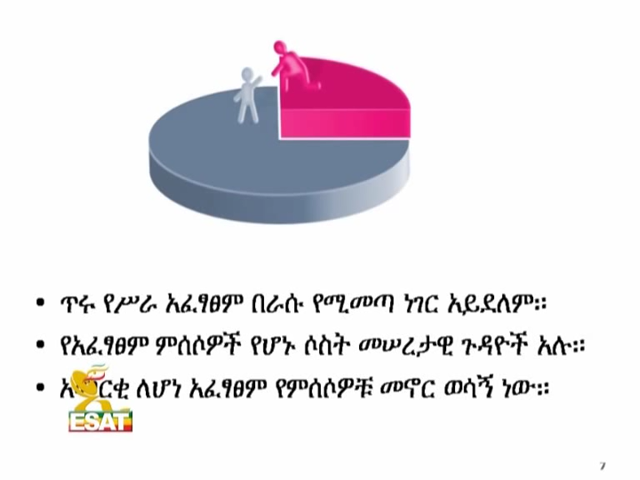 • ጥሩ የሥራ አፈፃፀም በራሱ የሚመጣ ነገር አይደለም።
• የአፈፃፀም ምሰሶዎች የሆኑ ሶስት መሠረታዊ ጉዳዮች አሉ።
• ለሆነ አፈፃፀም የምሰሶዎቹ መኖር ወሳኝ ነው።
ESAT
7